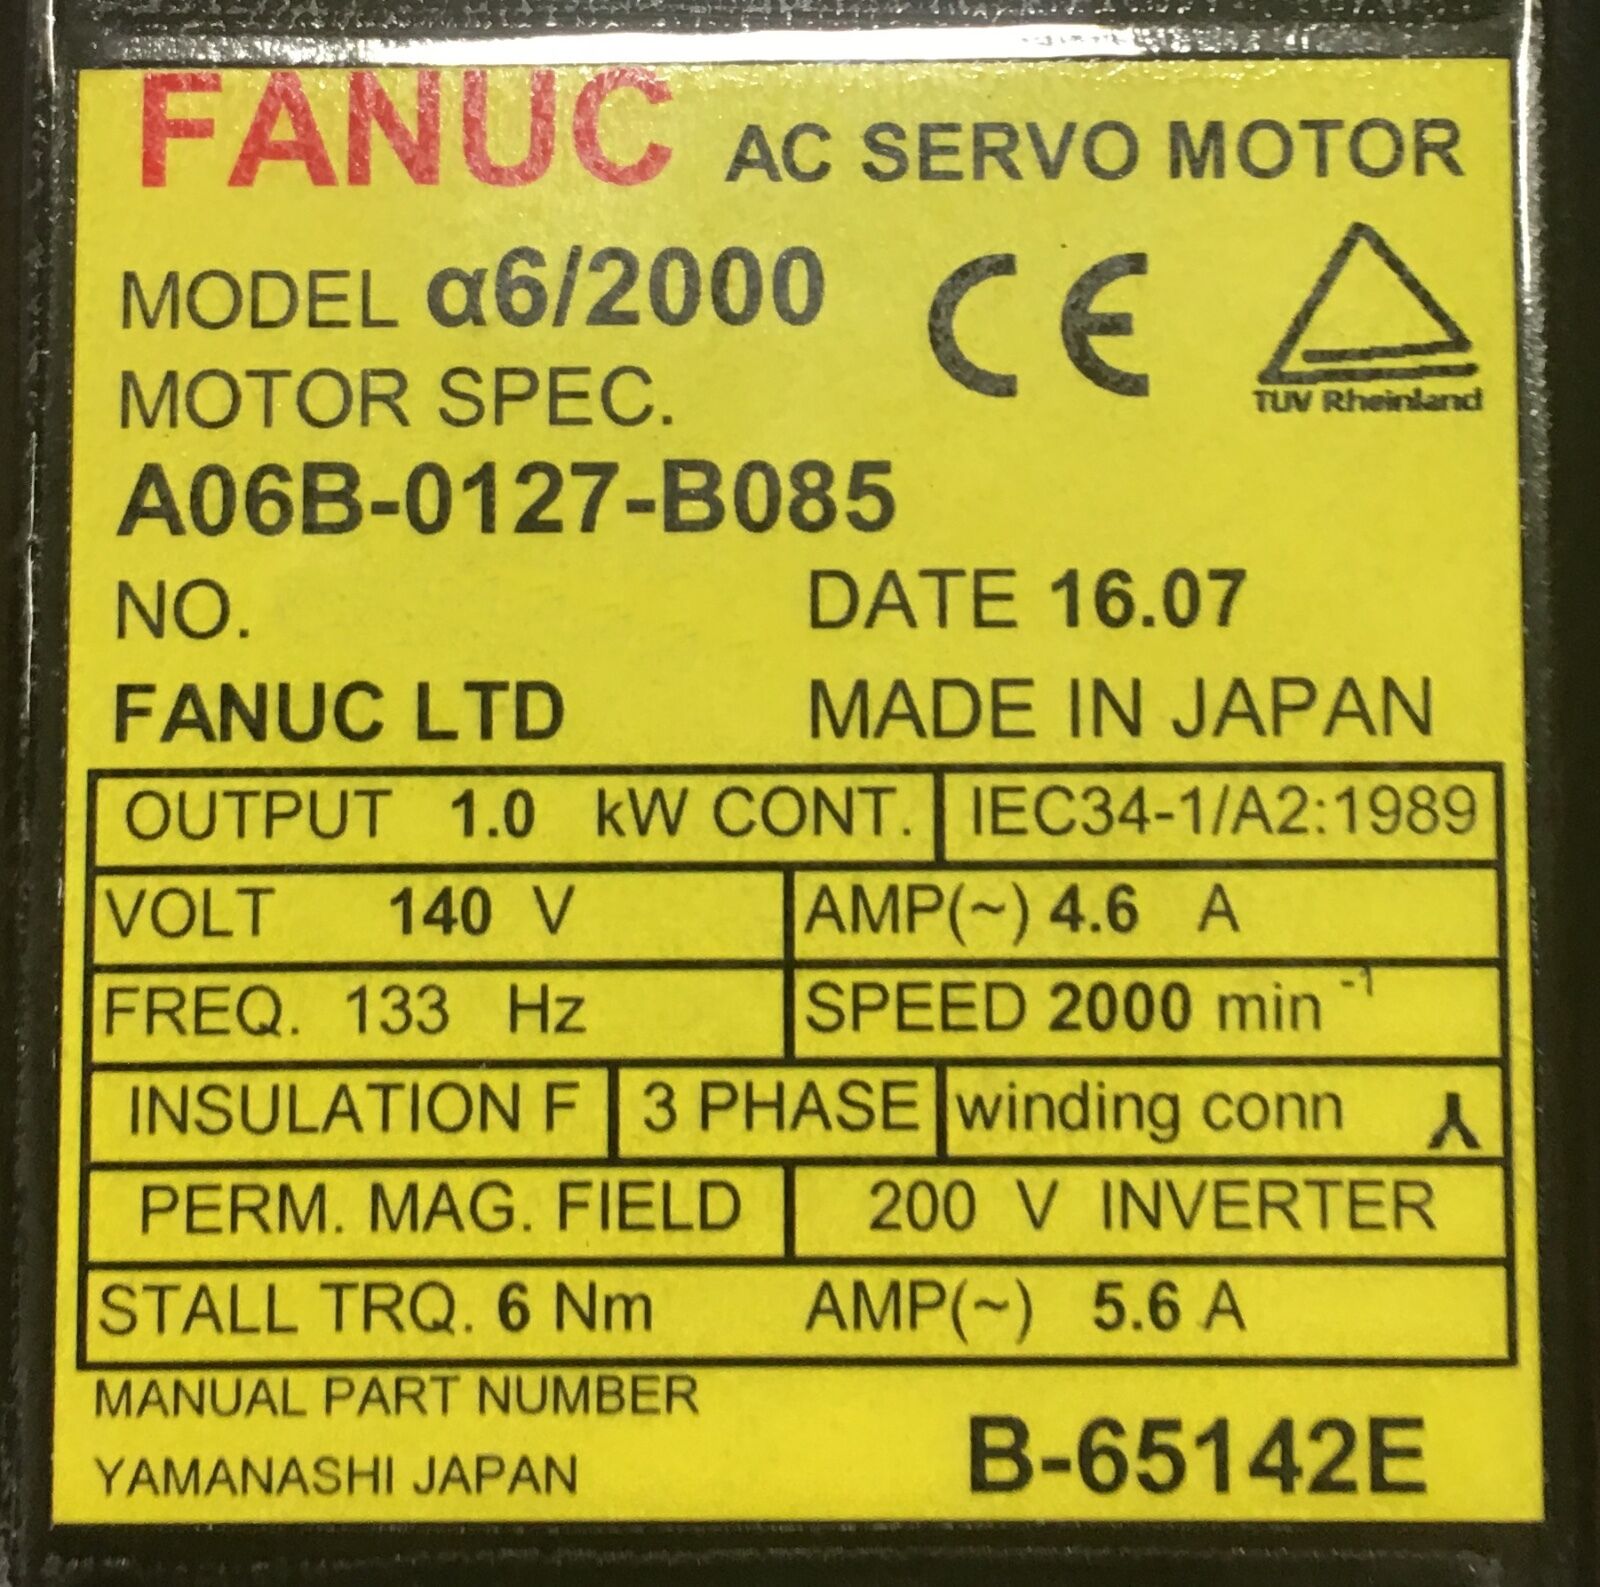 FANUC AC SERVO MOTOR
MODEL α6/2000
CE
TUV Rheinland
MOTOR SPEC.
A06B-0127-B085
NO. DATE 16.07
FANUC LTD MADE IN JAPAN
OUTPUT 1.0 kW CONT. IEC34-1/A2:1989
VOLT 140 V AMP(~) 4.6 A
FREQ. 133 Hz SPEED 2000 min⁻¹
INSULATION F 3 PHASE winding conn
PERM. MAG. FIELD 200 V INVERTER
STALL TRQ. 6 Nm AMP(~) 5.6 A
MANUAL PART NUMBER
YAMANASHI JAPAN B-65142E